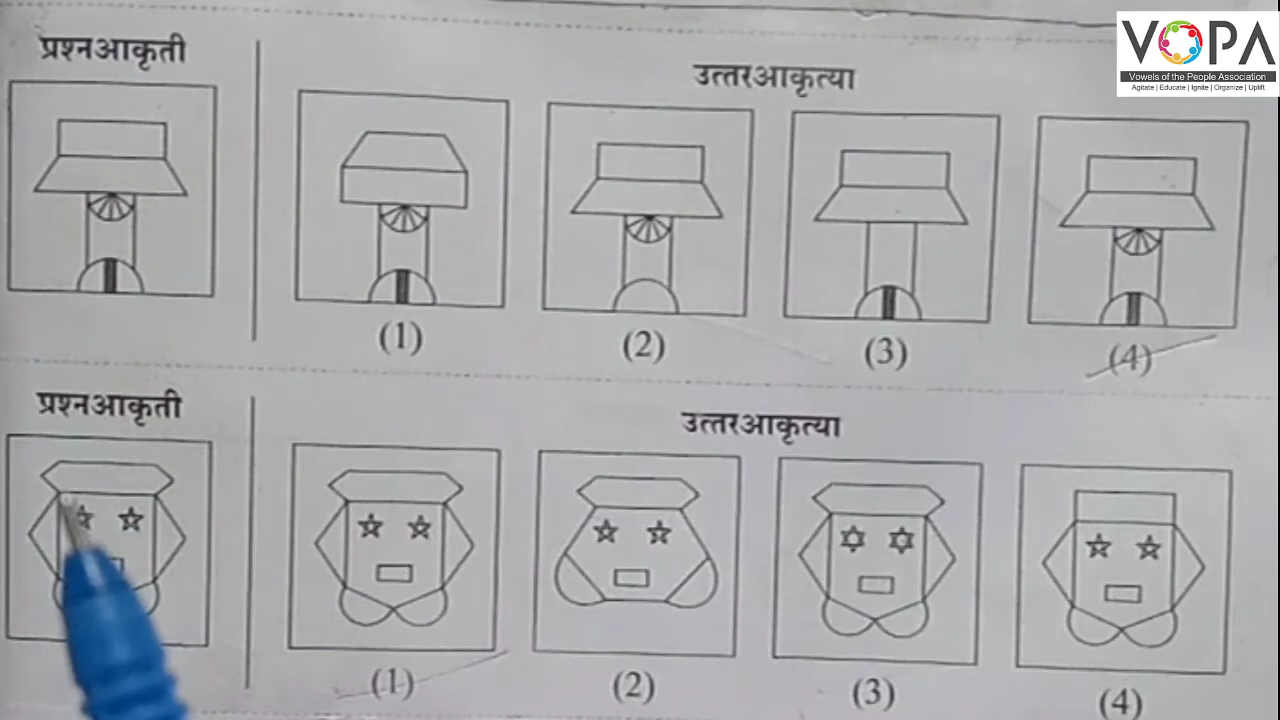 VOPA
Vowels of the People Association
Agitate | Educate | Ignite | Organize | Uplift
प्रश्नआकृती
उत्तरआकृत्या
(1)
(2)
(3)
(4)
प्रश्नआकृती
उत्तरआकृत्या
(1)
(2)
(3)
(4)